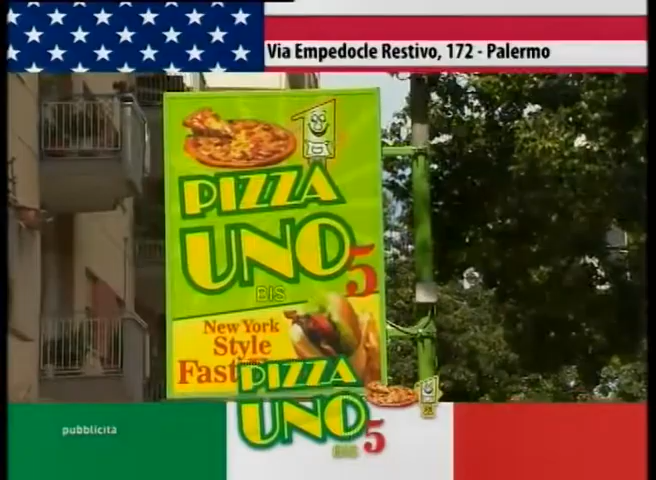 Via Empedocle Restivo, 172 - Palermo
PIZZA
UNO 5
BIS
New York
Style
Fast
PIZZA
UNO 5
BIS
pubblicità